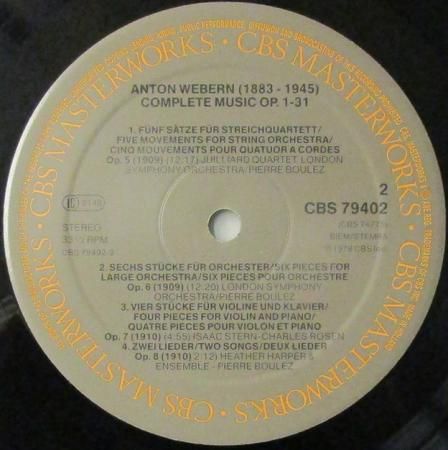 CBS MASTERWORKS · CBS MASTERWORKS · CBS MASTERWORKS · CBS MASTERWORKS ·
ANTON WEBERN (1883 - 1945)
COMPLETE MUSIC OP. 1-31
1. FÜNF SÄTZE FÜR STREICHQUARTETT/
FIVE MOVEMENTS FOR STRING ORCHESTRA/
CINQ MOUVEMENTS POUR QUATUOR A CORDES
Op. 5 (1909) (12:17) JUILLIARD QUARTET, LONDON
SYMPHONY ORCHESTRA/PIERRE BOULEZ
2
CBS 79402
STEREO
33⅓ RPM
BIEM/STEMRA
2. SECHS STÜCKE FÜR ORCHESTER/SIX PIECES FOR
LARGE ORCHESTRA/SIX PIECES POUR ORCHESTRE
Op. 6 (1909) (12:20) LONDON SYMPHONY
ORCHESTRA/PIERRE BOULEZ
3. VIER STÜCKE FÜR VIOLINE UND KLAVIER/
FOUR PIECES FOR VIOLIN AND PIANO/
QUATRE PIECES POUR VIOLON ET PIANO
Op. 7 (1910) (4:55) ISAAC STERN-CHARLES ROSEN
4. ZWEI LIEDER/TWO SONGS/DEUX LIEDER
Op. 8 (1910) 2:12) HEATHER HARPER &
ENSEMBLE - PIERRE BOULEZ